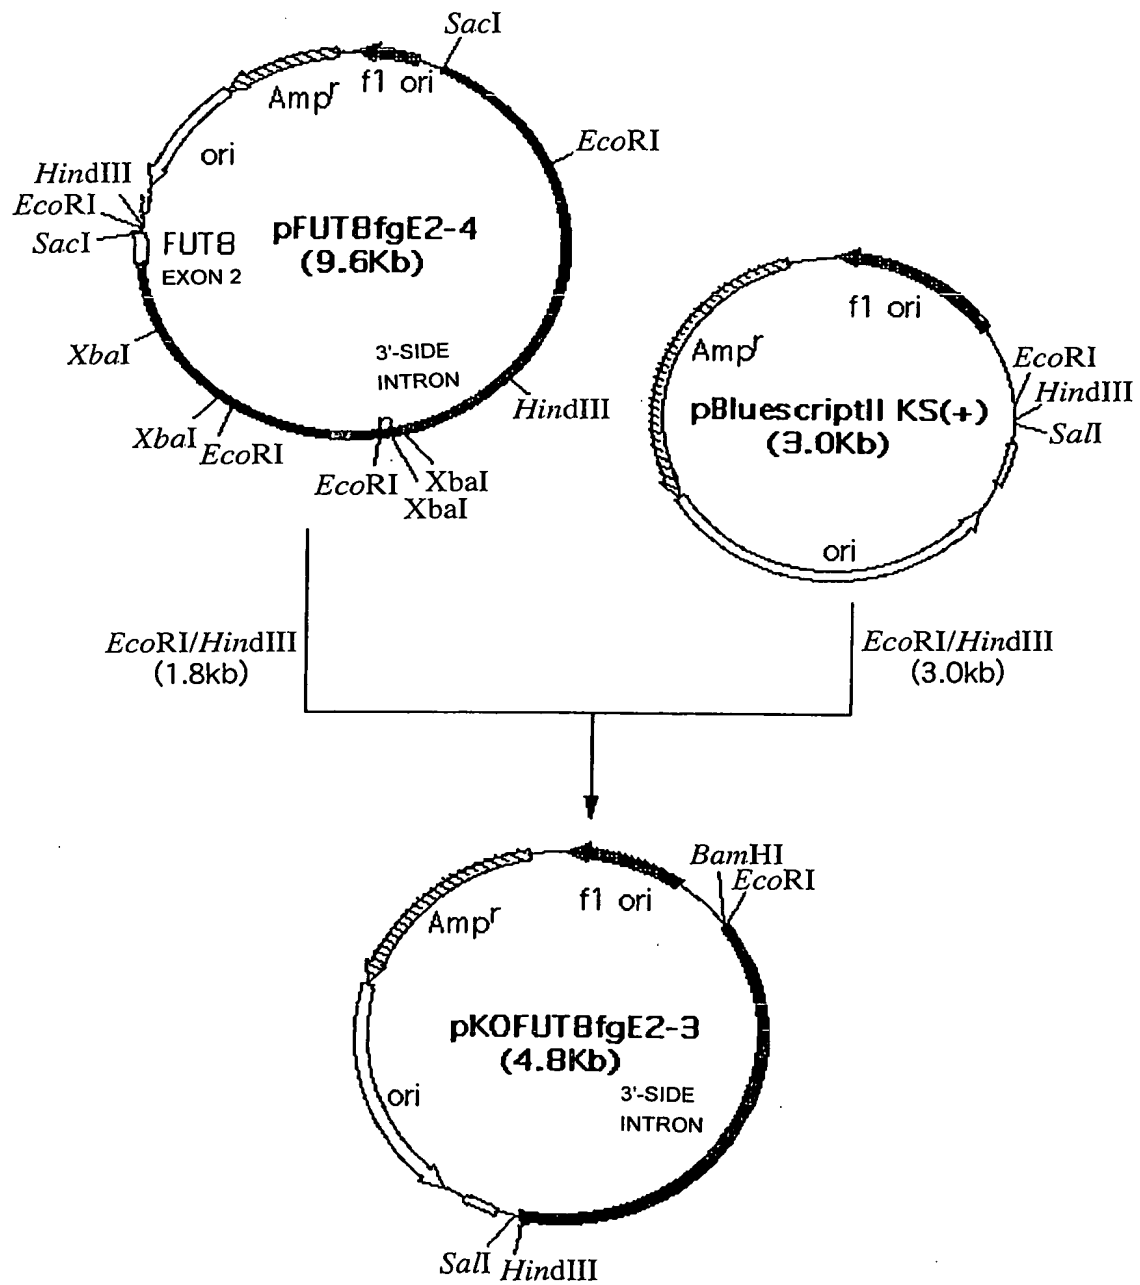 SacI
f1 ori
Ampr
EcoRI
ori
HindIII
EcoRI
SacI
FUT8
EXON 2
pFUT8fgE2-4
(9.6Kb)
XbaI
3'-SIDE
INTRON
HindIII
XbaI
EcoRI
EcoRI
XbaI
XbaI
f1 ori
Ampr
EcoRI
HindIII
SalI
pBluescriptII KS(+)
(3.0Kb)
ori
EcoRI/HindIII
(1.8kb)
EcoRI/HindIII
(3.0kb)
BamHI
EcoRI
f1 ori
Ampr
pKOFUT8fgE2-3
(4.8Kb)
ori
3'-SIDE
INTRON
SalI
HindIII